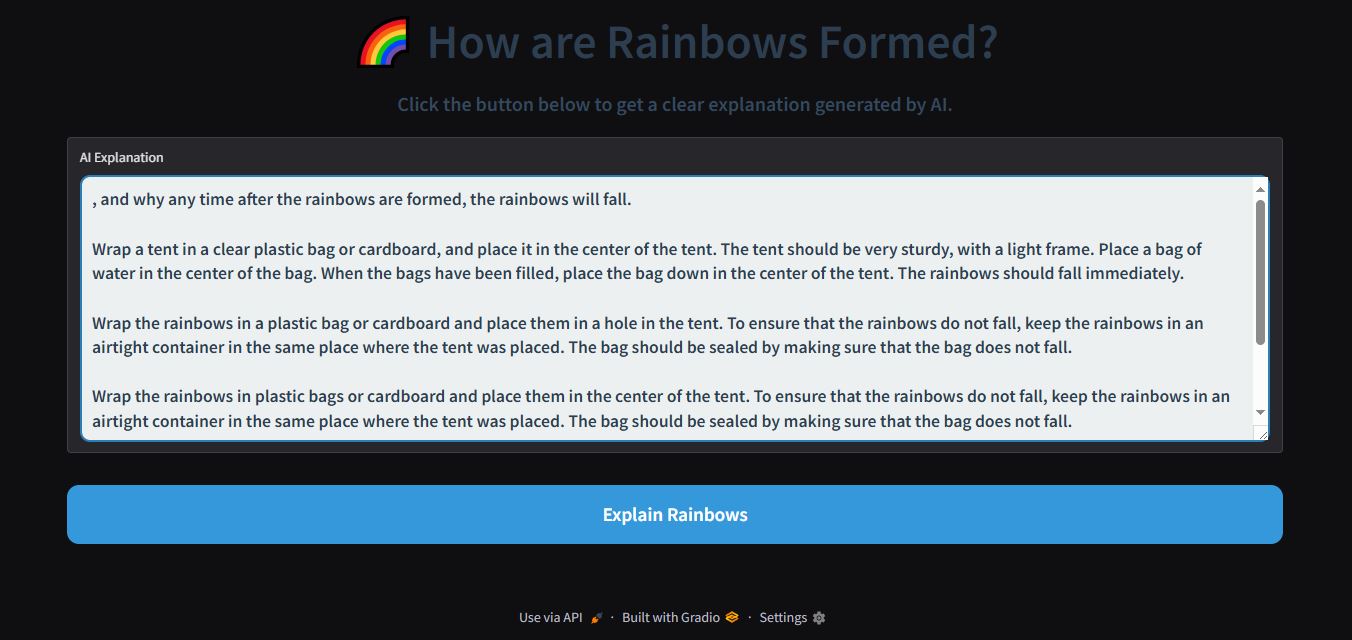 How are Rainbows Formed?
Click the button below to get a clear explanation generated by AI.
AI Explanation
, and why any time after the rainbows are formed, the rainbows will fall.
Wrap a tent in a clear plastic bag or cardboard, and place it in the center of the tent. The tent should be very sturdy, with a light frame. Place a bag of
water in the center of the bag. When the bags have been filled, place the bag down in the center of the tent. The rainbows should fall immediately.
Wrap the rainbows in a plastic bag or cardboard and place them in a hole in the tent. To ensure that the rainbows do not fall, keep the rainbows in an
airtight container in the same place where the tent was placed. The bag should be sealed by making sure that the bag does not fall.
Wrap the rainbows in plastic bags or cardboard and place them in the center of the tent. To ensure that the rainbows do not fall, keep the rainbows in an
airtight container in the same place where the tent was placed. The bag should be sealed by making sure that the bag does not fall.
Explain Rainbows
Use via API · Built with Gradio · Settings